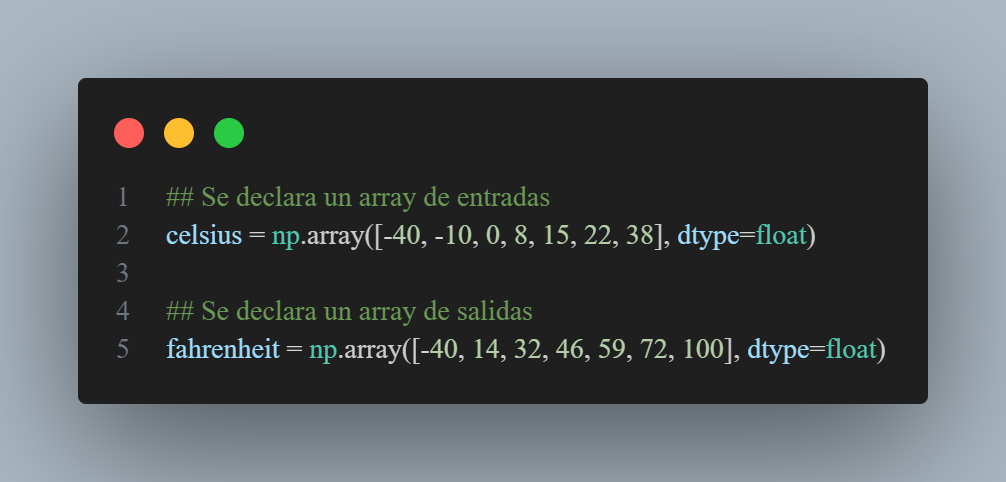 1 ## Se declara un array de entradas
2 celsius = np.array([-40, -10, 0, 8, 15, 22, 38], dtype=float)
3
4 ## Se declara un array de salidas
5 fahrenheit = np.array([-40, 14, 32, 46, 59, 72, 100], dtype=float)